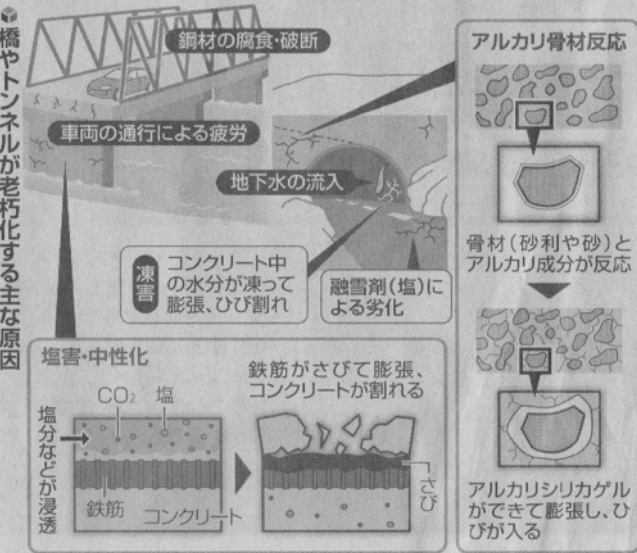 橋やトンネルが老朽化する主な原因
鋼材の腐食・破断
車両の通行による疲労
地下水の流入
凍害
コンクリート中
の水分が凍って
膨張、ひび割れ
融雪剤(塩)に
よる劣化
塩害・中性化
CO₂
塩
塩分などが浸透
鉄筋
コンクリート
鉄筋がさびて膨張、
コンクリートが割れる
さび
アルカリ骨材反応
骨材(砂利や砂)と
アルカリ成分が反応
アルカリシリカゲル
ができて膨張し、ひ
びが入る